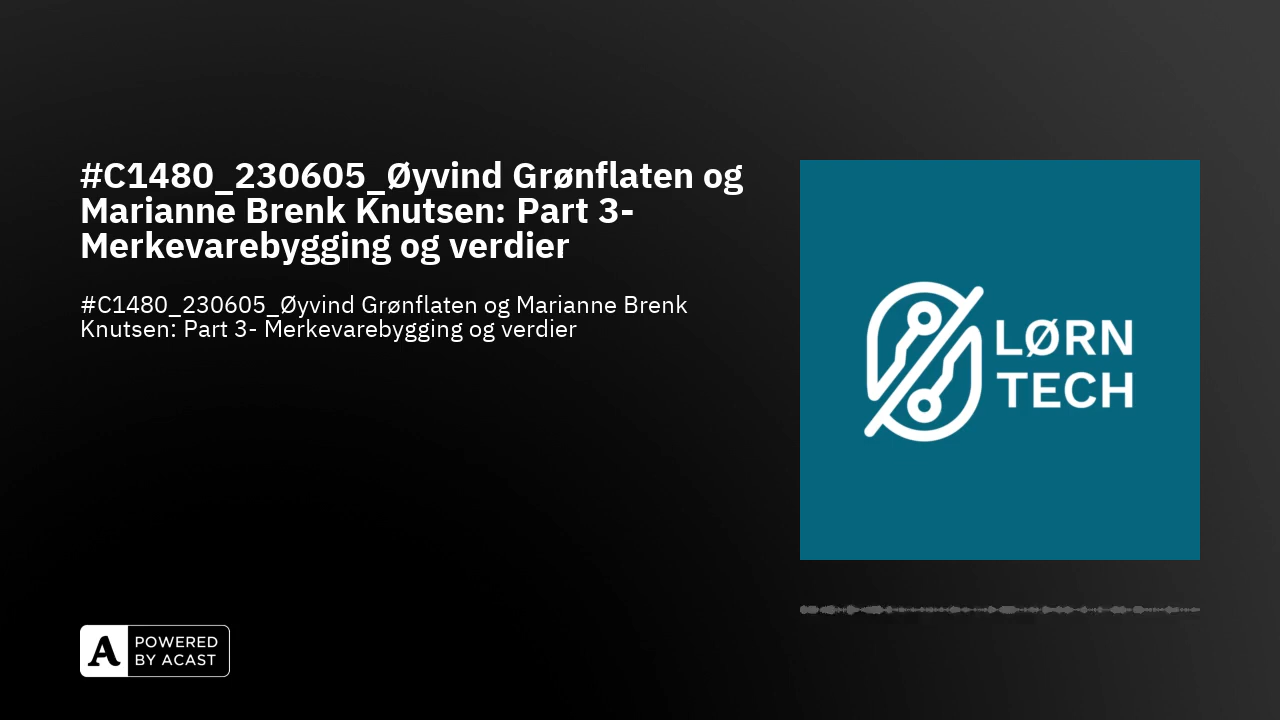 #C1480_230605_Øyvind Grønflaten og
Marianne Brenk Knutsen: Part 3-
Merkevarebygging og verdier
#C1480_230605_Øyvind Grønflaten og Marianne Brenk
Knutsen: Part 3- Merkevarebygging og verdier
LØRN
TECH
A POWERED
BY ACAST